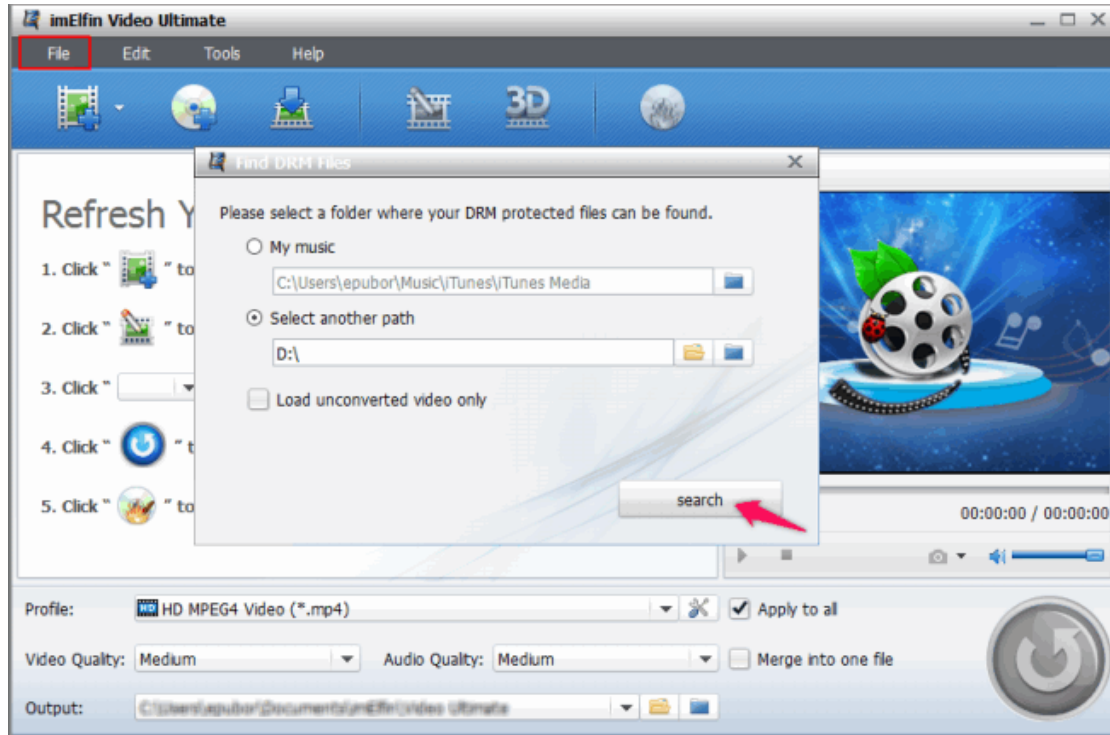 imElfin Video Ultimate
File Edit Tools Help
3D
Find DRM Files
Refresh Y
Please select a folder where your DRM protected files can be found.
My music
1. Click " " to
C:\Users\epubor\Music\iTunes\iTunes Media
Select another path
2. Click " " to
D:\
3. Click "
Load unconverted video only
4. Click " " t
5. Click " " to
search
00:00:00 / 00:00:00
Profile: HD HD MPEG4 Video (*.mp4) Apply to all
Video Quality: Medium Audio Quality: Medium Merge into one file
Output: